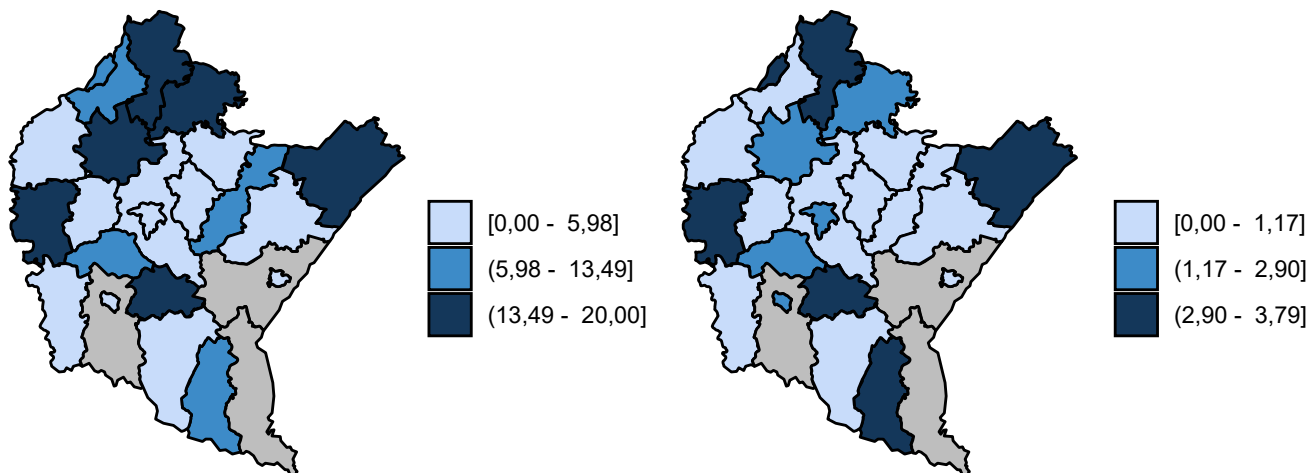 [0,00 -  5,98]
(5,98 -  13,49]
(13,49 -  20,00]
[0,00 -  1,17]
(1,17 -  2,90]
(2,90 -  3,79]